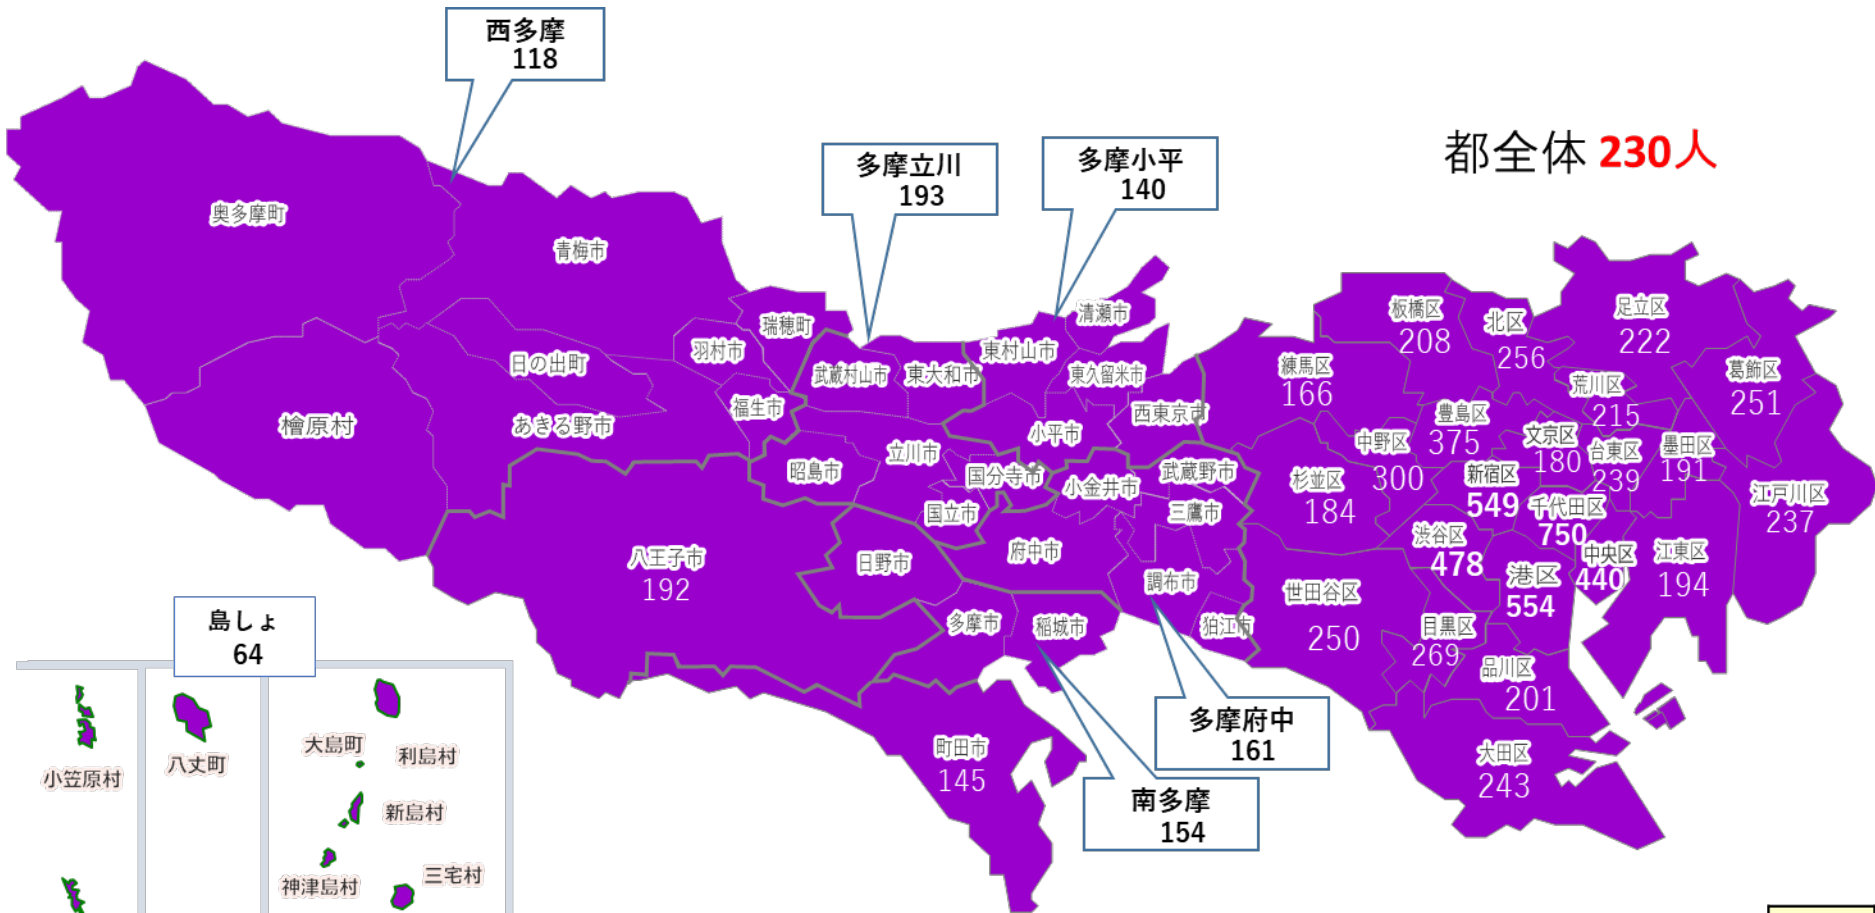 西多摩
118
多摩立川
193
多摩小平
140
都全体 230人
奥多摩町
青梅市
瑞穂町
羽村市
日の出町
福生市
あきる野市
檜原村
武蔵村山市
東大和市
東村山市
清瀬市
東久留米市
西東京市
小平市
立川市
昭島市
国分寺市
国立市
小金井市
武蔵野市
三鷹市
府中市
調布市
狛江市
八王子市
192
日野市
多摩市
稲城市
町田市
145
多摩府中
161
南多摩
154
板橋区
208
北区
256
足立区
222
練馬区
166
荒川区
215
葛飾区
251
豊島区
375
中野区
300
文京区
180
台東区
239
墨田区
191
杉並区
184
新宿区
549
千代田区
750
江戸川区
237
渋谷区
478
港区
554
中央区
440
江東区
194
世田谷区
250
目黒区
269
品川区
201
大田区
243
島しょ
64
小笠原村
八丈町
大島町
利島村
新島村
神津島村
三宅村